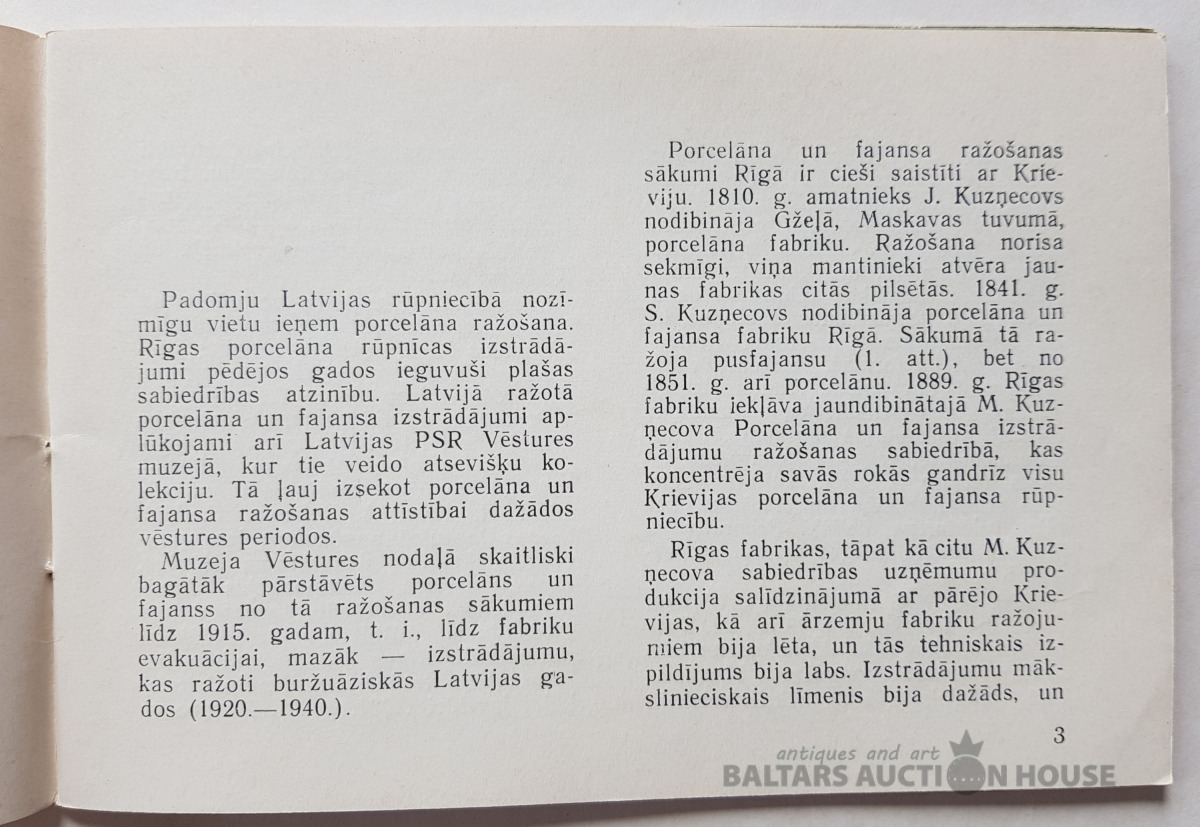 Padomju Latvijas rūpniecībā nozī-
mīgu vietu ieņem porcelāna ražošana.
Rīgas porcelāna rūpnīcas izstrādā-
jumi pēdējos gados ieguvuši plašas
sabiedrības atzinību. Latvijā ražotā
porcelāna un fajansa izstrādājumi ap-
lūkojami arī Latvijas PSR Vēstures
muzejā, kur tie veido atsevišķu ko-
lekciju. Tā ļauj izsekot porcelāna un
fajansa ražošanas attīstībai dažādos
vēstures periodos.
Muzeja Vēstures nodaļā skaitliski
bagātāk pārstāvēts porcelāns un
fajanss no tā ražošanas sākumiem
līdz 1915. gadam, t. i., līdz fabriku
evakuācijai, mazāk — izstrādājumu,
kas ražoti buržuāziskās Latvijas ga-
dos (1920.—1940.).
Porcelāna un fajansa ražošanas
sākumi Rīgā ir cieši saistīti ar Krie-
viju. 1810. g. amatnieks J. Kuzņecovs
nodibināja Gžeļā, Maskavas tuvumā,
porcelāna fabriku. Ražošana norisa
sekmīgi, viņa mantinieki atvēra jau-
nas fabrikas citās pilsētās. 1841. g.
S. Kuzņecovs nodibināja porcelāna un
fajansa fabriku Rīgā. Sākumā tā ra-
žoja pusfajansu (1. att.), bet no
1851. g. arī porcelānu. 1889. g. Rīgas
fabriku iekļāva jaundibinātajā M. Kuz-
ņecova Porcelāna un fajansa izstrā-
dājumu ražošanas sabiedrībā, kas
koncentrēja savās rokās gandrīz visu
Krievijas porcelāna un fajansa rūp-
niecību.
Rīgas fabrikas, tāpat kā citu M. Kuz-
ņecova sabiedrības uzņēmumu pro-
dukcija salīdzinājumā ar pārējo Krie-
vijas, kā arī ārzemju fabriku ražoju-
miem bija lēta, un tās tehniskais iz-
pildījums bija labs. Izstrādājumu māk-
slinieciskais līmenis bija dažāds, un
3
antiques and art
BALTARS AUCTION HOUSE